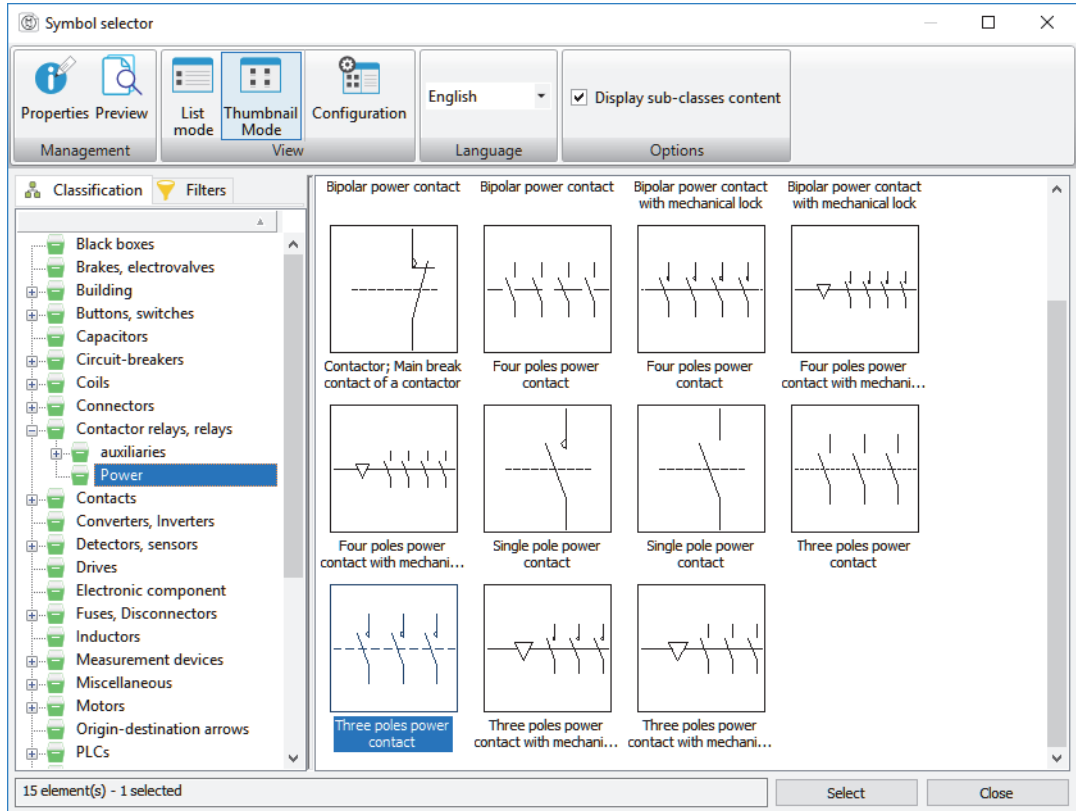 Symbol selector
Properties Preview
List mode
Thumbnail Mode
Configuration
English
Display sub-classes content
Management
View
Language
Options
Classification
Filters
Black boxes
Brakes, electrovalves
Building
Buttons, switches
Capacitors
Circuit-breakers
Coils
Connectors
Contactor relays, relays
auxiliaries
Power
Contacts
Converters, Inverters
Detectors, sensors
Drives
Electronic component
Fuses, Disconnectors
Inductors
Measurement devices
Miscellaneous
Motors
Origin-destination arrows
PLCs
Bipolar power contact
Bipolar power contact
Bipolar power contact
with mechanical lock
Bipolar power contact
with mechanical lock
Contactor; Main break
contact of a contactor
Four poles power
contact
Four poles power
contact
Four poles power
contact with mechani...
Four poles power
contact with mechani...
Single pole power
contact
Single pole power
contact
Three poles power
contact
Three poles power
contact
Three poles power
contact with mechani...
Three poles power
contact with mechani...
15 element(s) - 1 selected
Select
Close